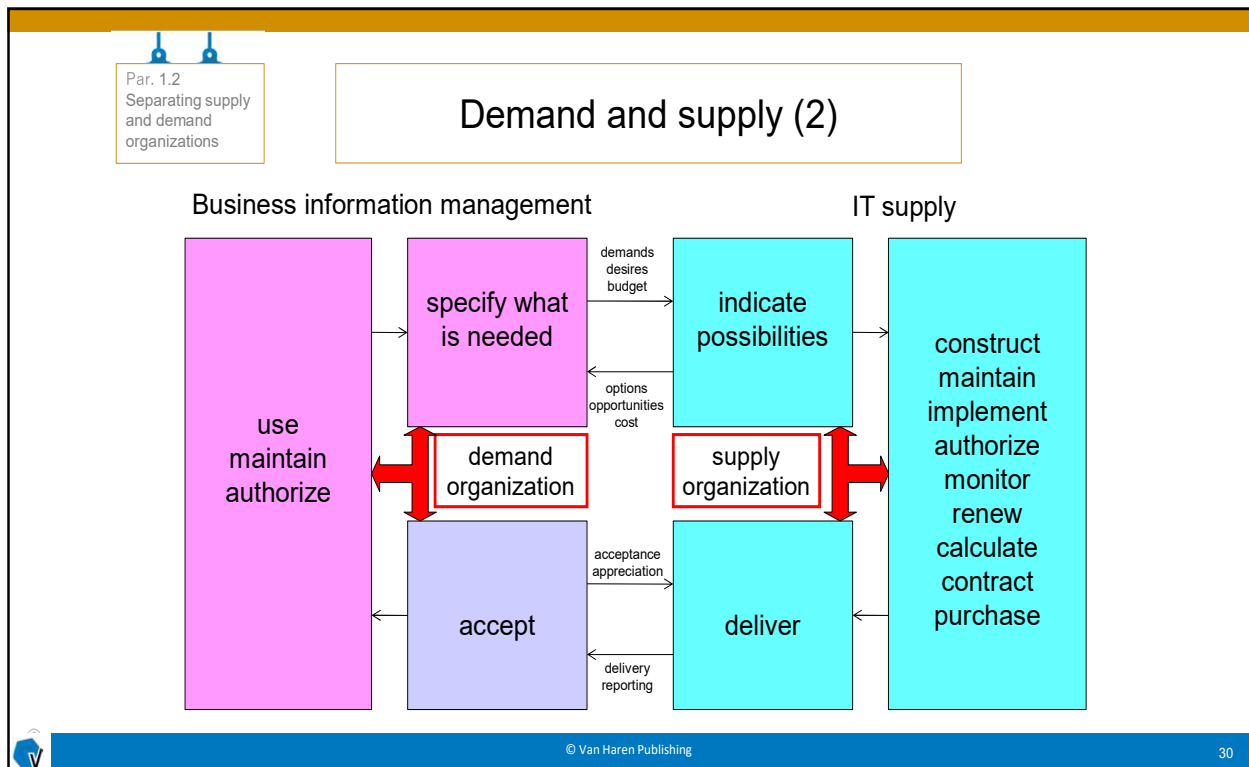 Par. 1.2
Separating supply
and demand
organizations
Demand and supply (2)
Business information management
IT supply
use
maintain
authorize
specify what
is needed
demands
desires
budget
options
opportunities
cost
indicate
possibilities
construct
maintain
implement
authorize
monitor
renew
calculate
contract
purchase
demand
organization
supply
organization
accept
acceptance
appreciation
delivery
reporting
deliver
© Van Haren Publishing
30